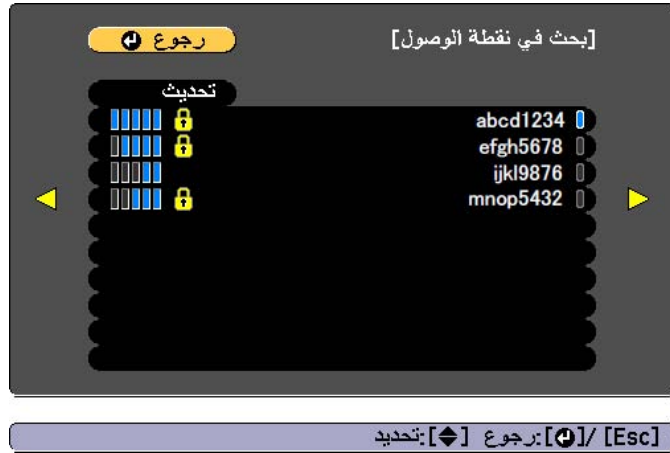 [بحث في نقطة الوصول]
رجوع
تحديث
abcd1234
efgh5678
ijkl9876
mnop5432
[Esc] /[⏎]:رجوع [◆]:تحديد